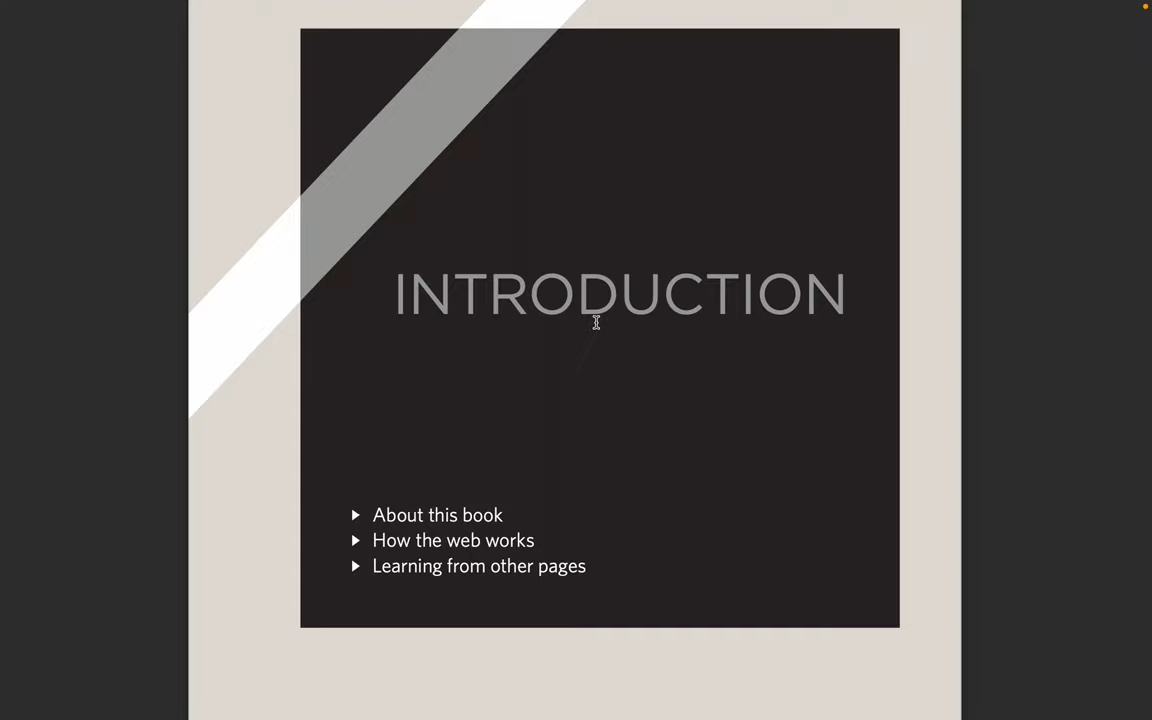 INTRODUCTION
About this book
How the web works
Learning from other pages